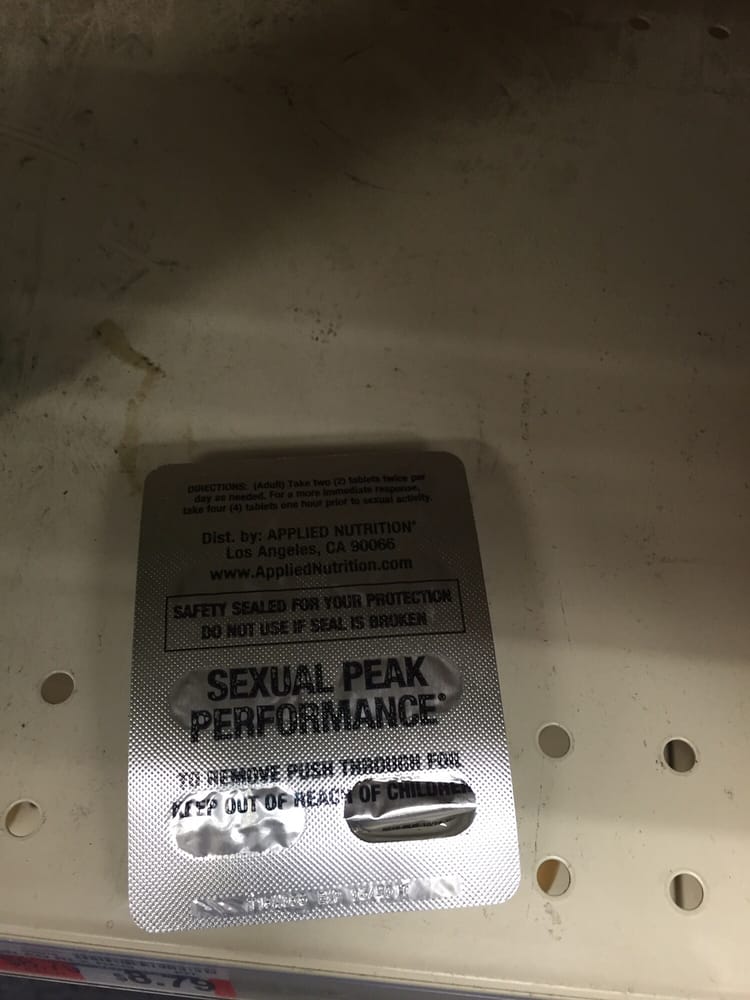 DIRECTIONS: (Adult) Take two (2) tablets twice per
day as needed. For a more immediate response,
take four (4) tablets one hour prior to sexual activity.
Dist. by: APPLIED NUTRITION®
Los Angeles, CA 90066
www.AppliedNutrition.com
SAFETY SEALED FOR YOUR PROTECTION
DO NOT USE IF SEAL IS BROKEN
SEXUAL PEAK
PERFORMANCE®
TO REMOVE PUSH THROUGH FOIL
KEEP OUT OF REACH OF CHILDREN
$8.79